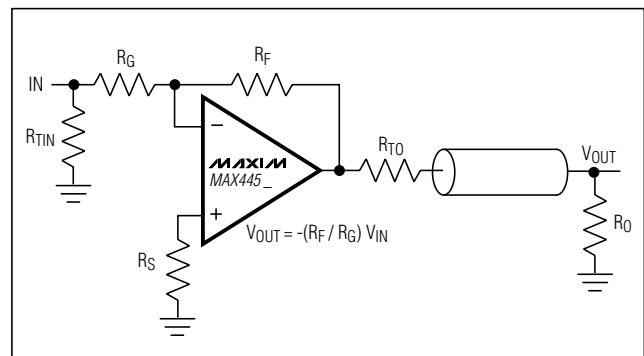 IN
RG
RF
RTIN
−
MAXIM
MAX445_
+
RS
VOUT = -(RF / RG) VIN
RTO
VOUT
RO